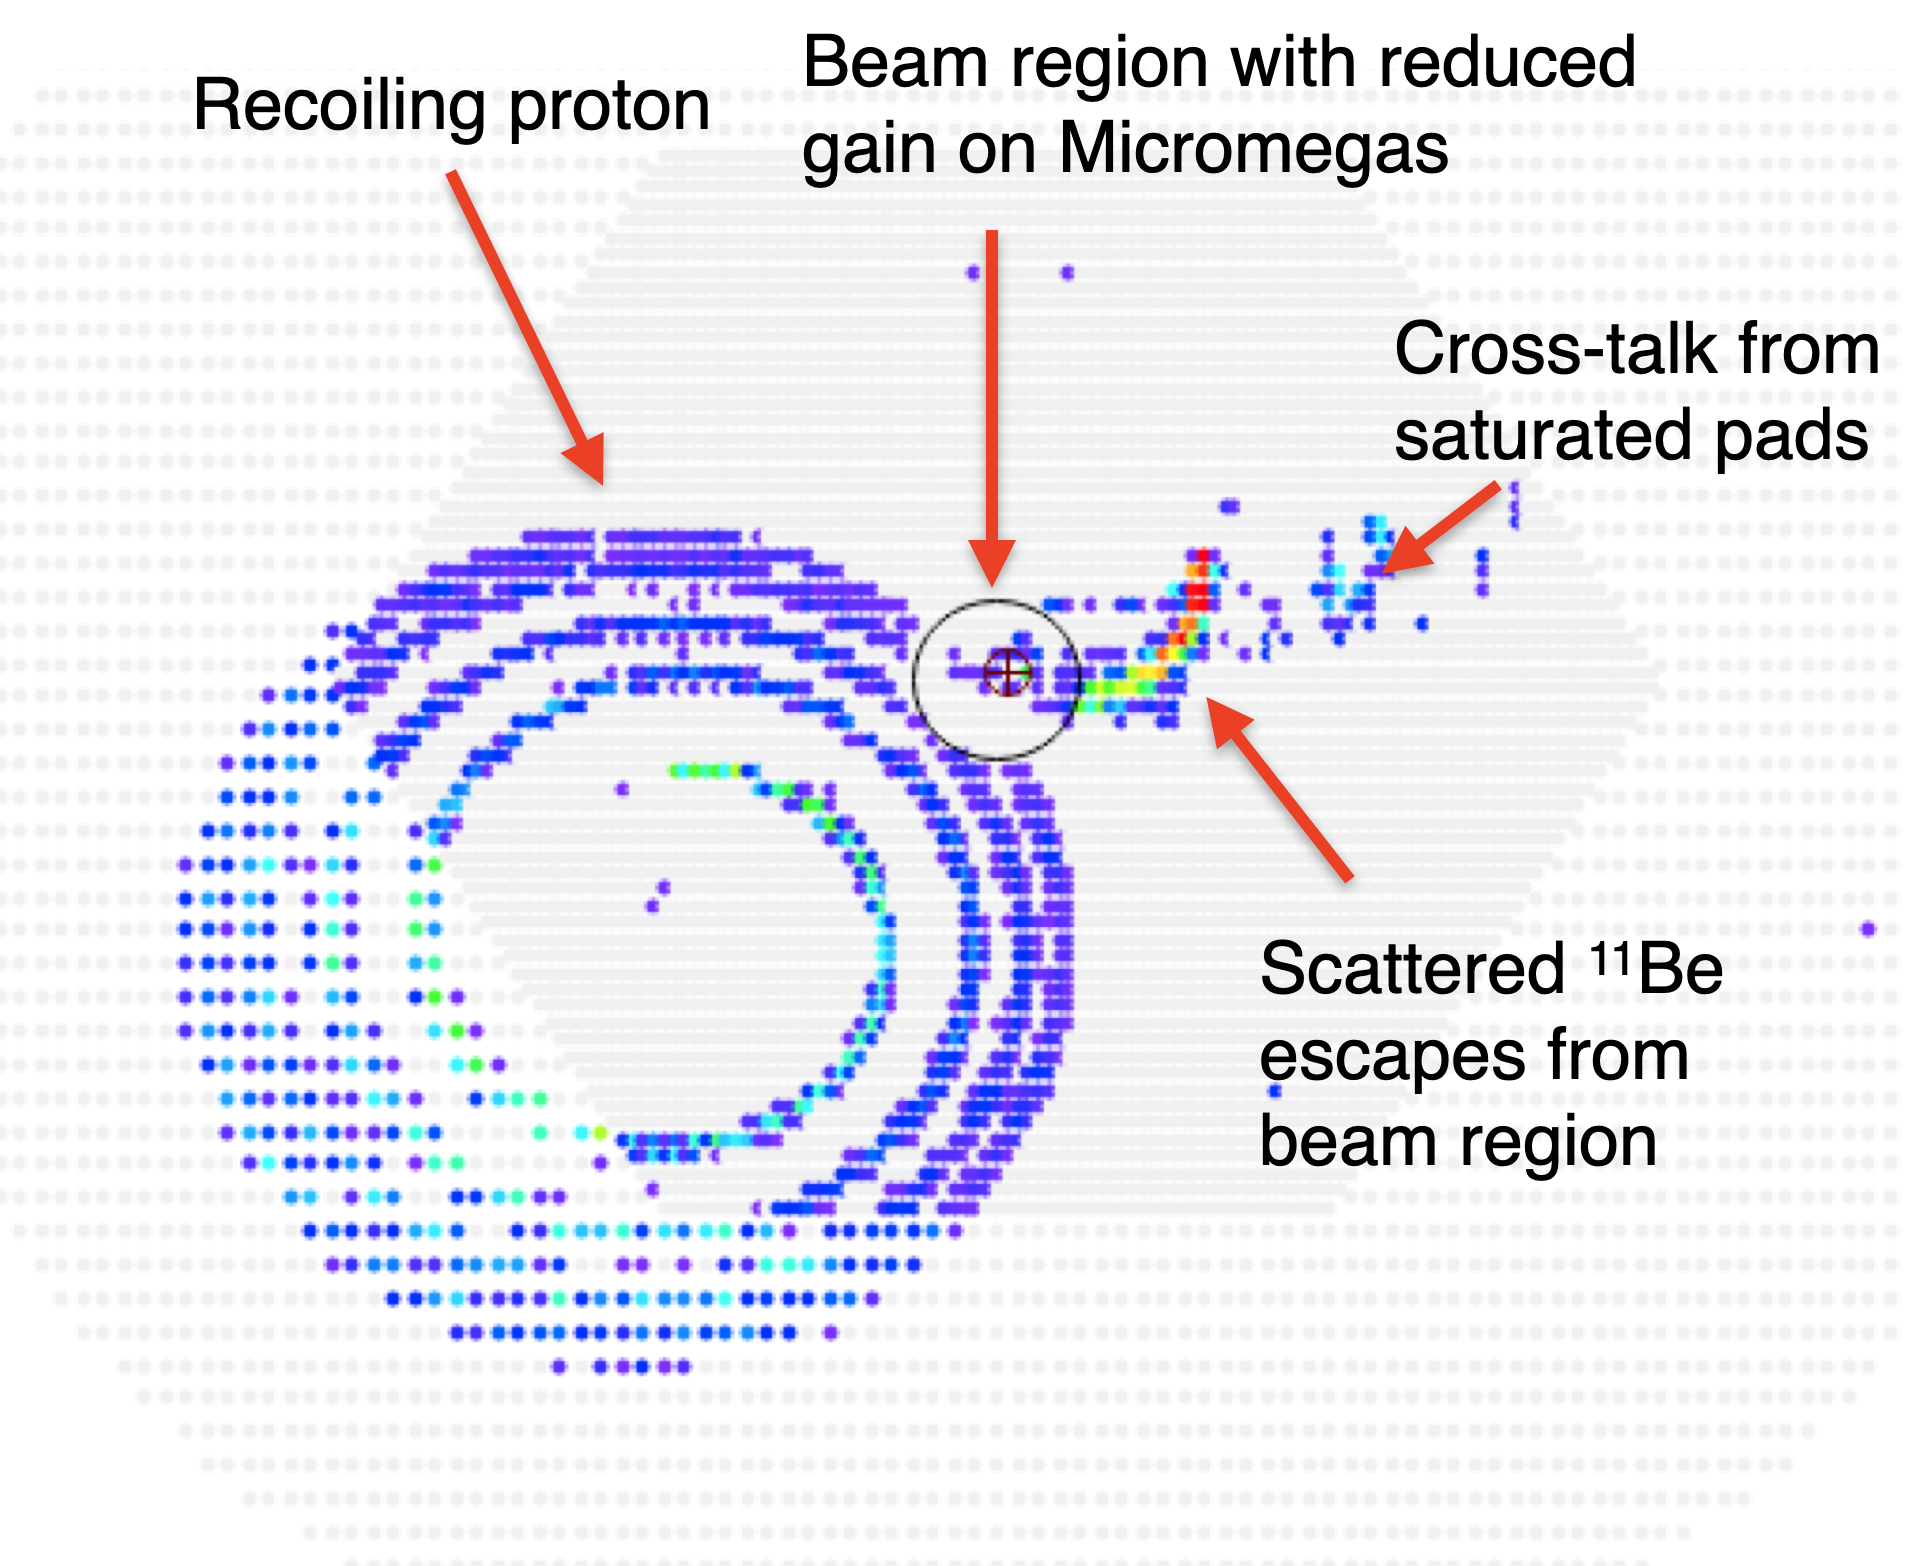 Recoiling proton
Beam region with reduced
gain on Micromegas
Cross-talk from
saturated pads
Scattered ¹¹Be
escapes from
beam region